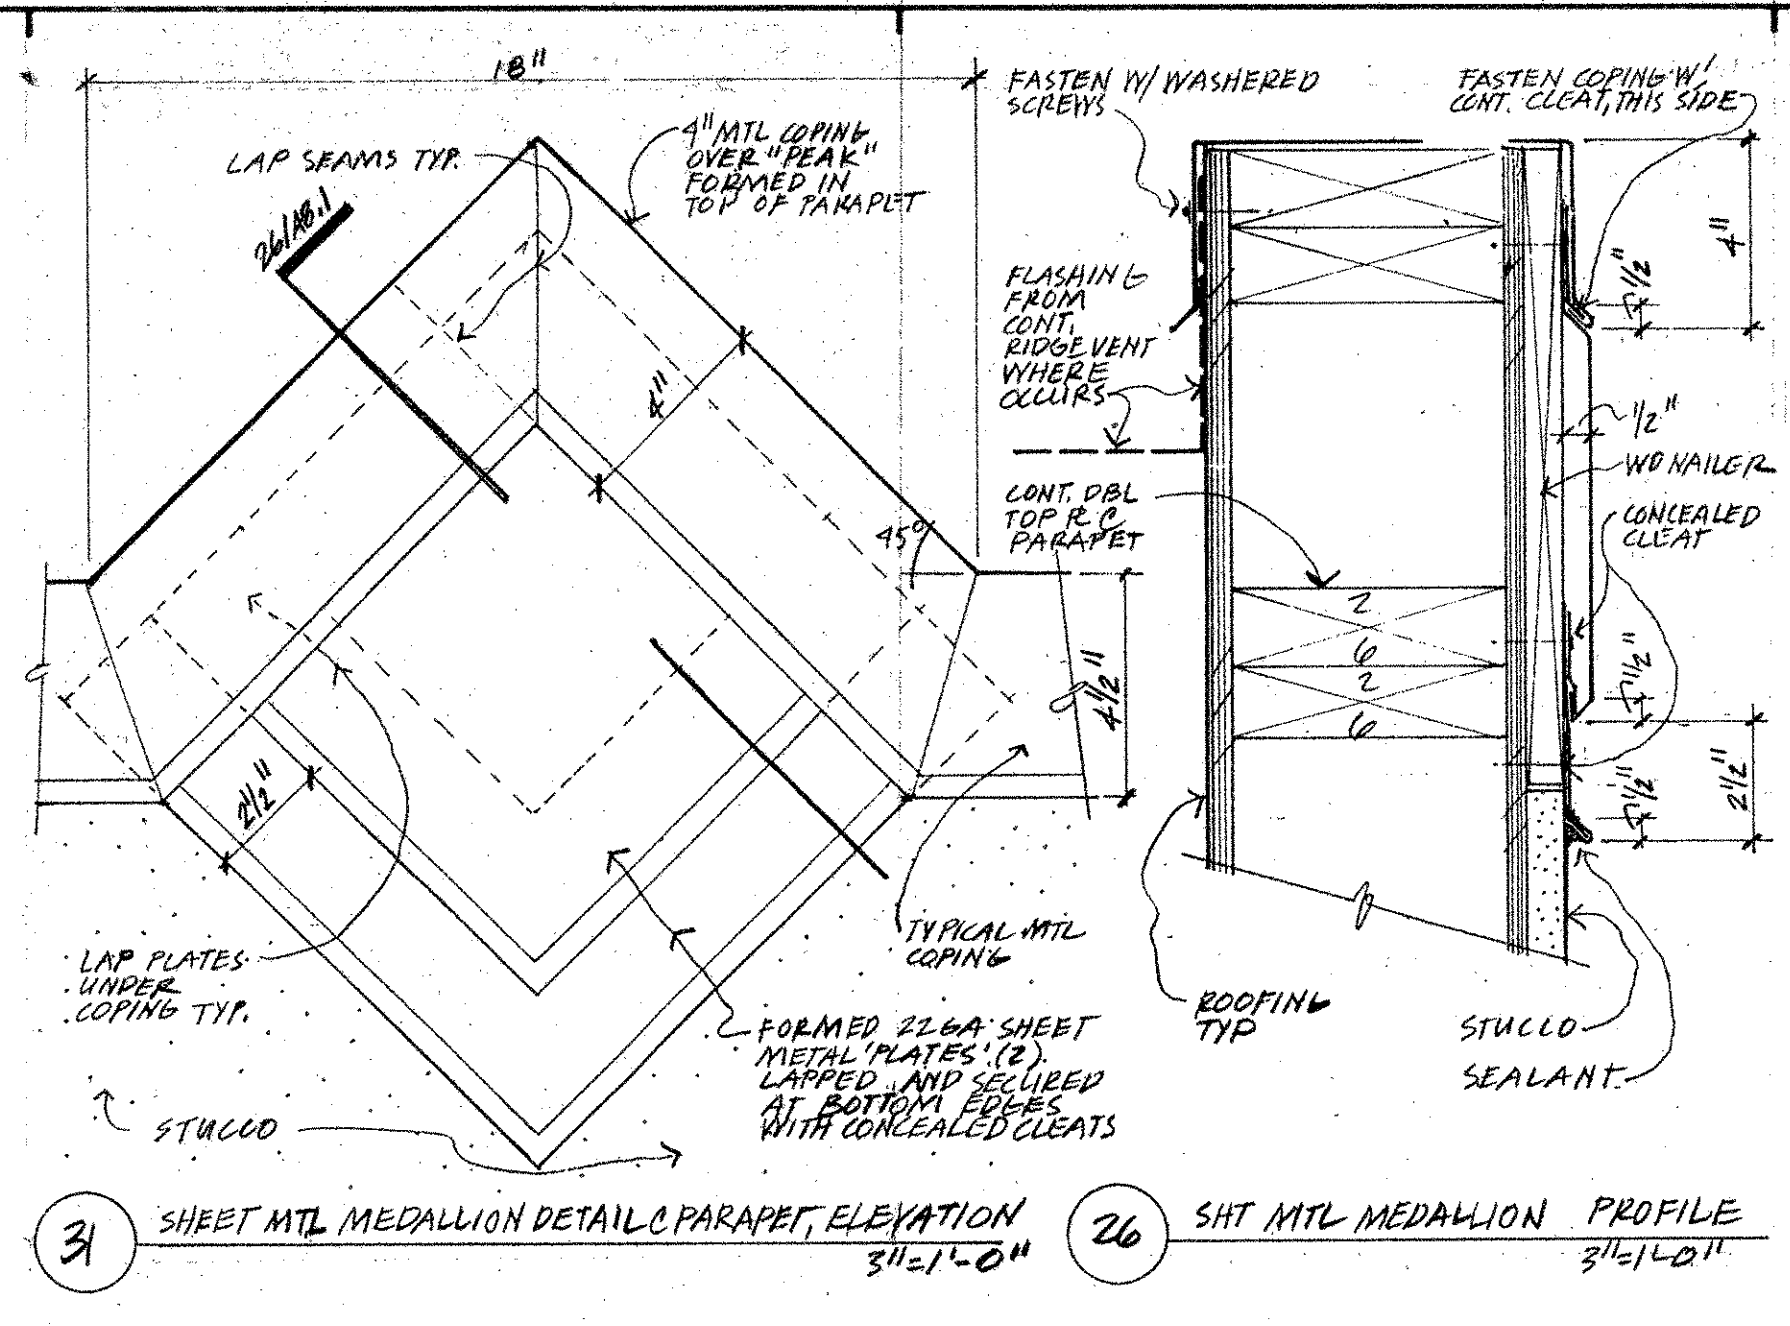 18"
LAP SEAMS TYP.
26/A8.1
4" MTL COPING
OVER "PEAK"
FORMED IN
TOP OF PARAPET
4"
45°
4 1/2"
2 1/2"
LAP PLATES
UNDER
COPING TYP.
TYPICAL MTL
COPING
FORMED 22GA SHEET
METAL 'PLATES' (2)
LAPPED AND SECURED
AT BOTTOM EDGES
WITH CONCEALED CLEATS
STUCCO
31
SHEET MTL MEDALLION DETAIL @ PARAPET, ELEVATION
3"=1'-0"
FASTEN W/ WASHERED
SCREWS
FASTEN COPING W/
CONT. CLEAT, THIS SIDE
FLASHING
FROM
CONT.
RIDGE VENT
WHERE
OCCURS
4"
1/2"
1/2"
WD NAILER
CONT. DBL
TOP PL @
PARAPET
CONCEALED
CLEAT
2
6
2
6
1/2"
1/2"
2 1/2"
ROOFING
TYP
STUCCO
SEALANT
26
SHT MTL MEDALLION PROFILE
3"=1'-0"